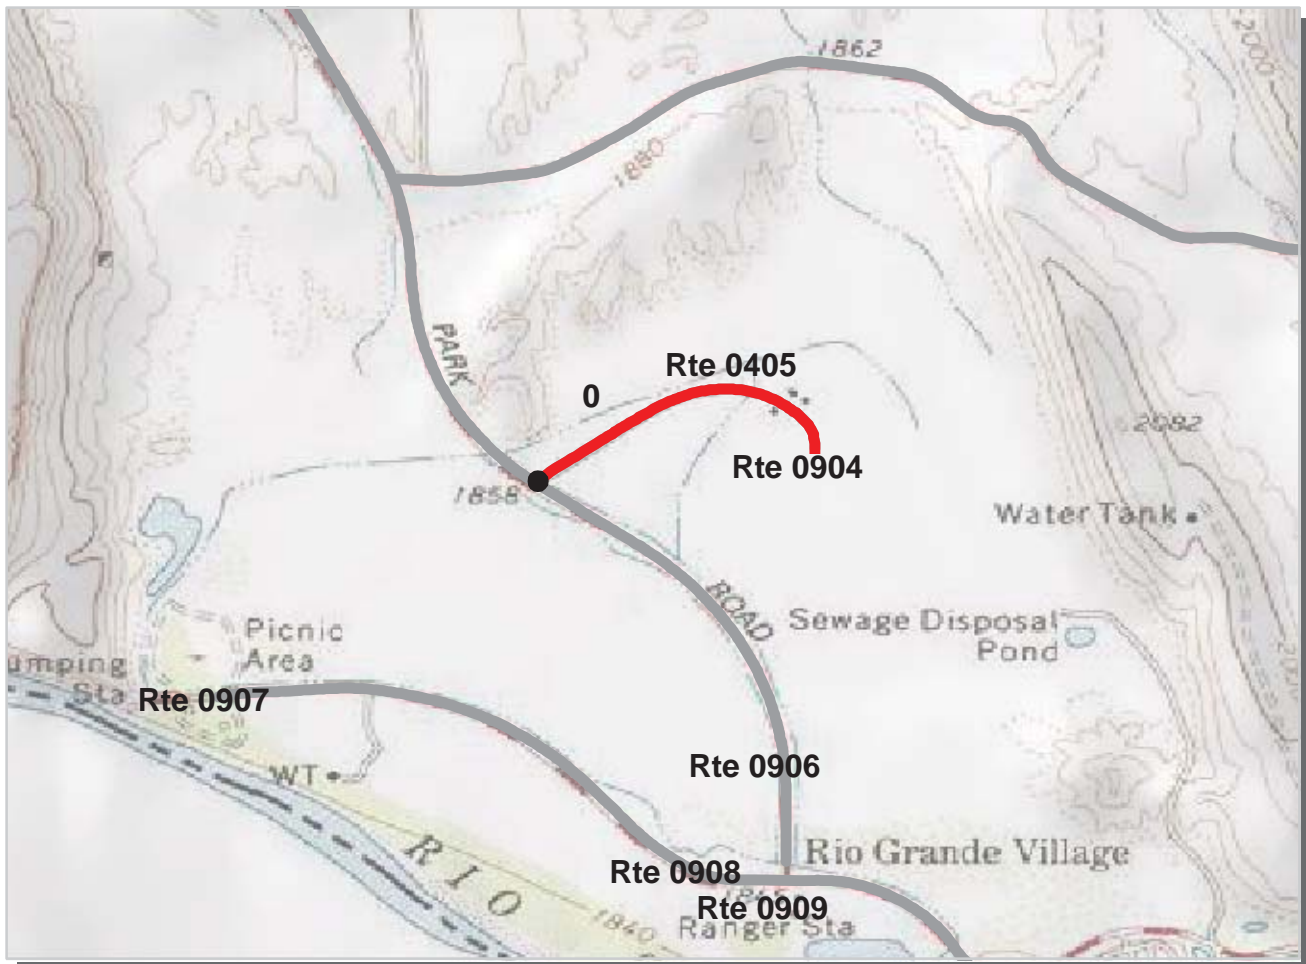 1862
2000
1880
PARK
Rte 0405
0
2082
Rte 0904
1858
Water Tank
ROAD
Sewage Disposal
Pond
Picnic
Area
umping
Sta
Rte 0907
Rte 0906
WT
Rio Grande Village
RIO
Rte 0908
Rte 0909
1840
Ranger Sta